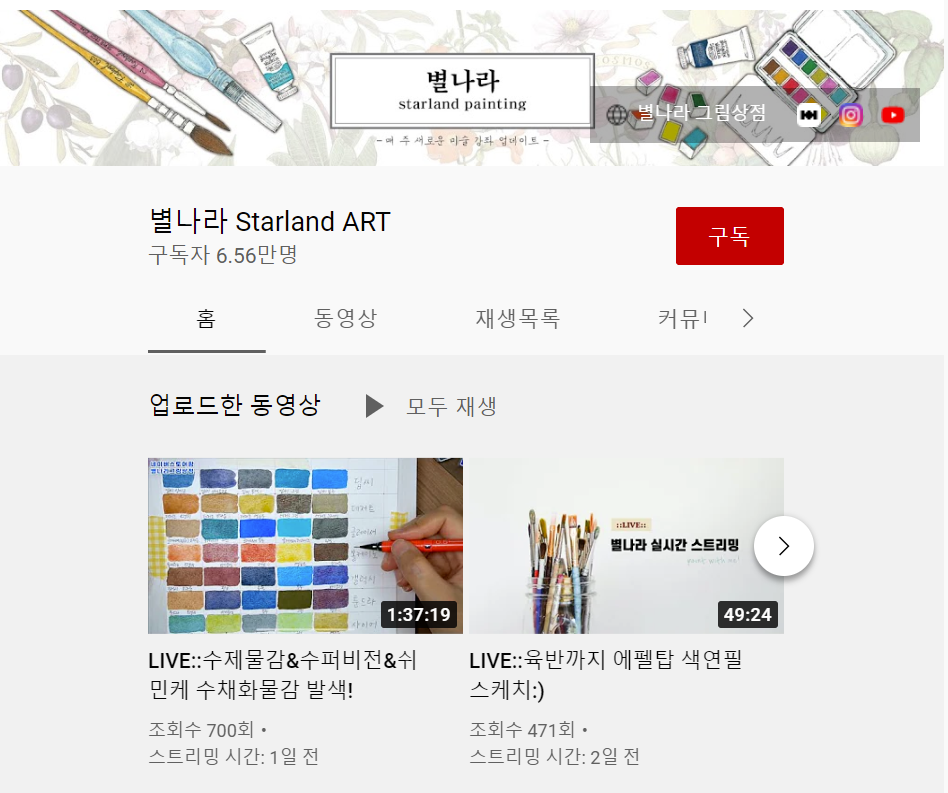 별나라
starland painting
- 매 주 새로운 미술 강좌 업데이트 -
별나라 그림상점
별나라 Starland ART
구독자 6.56만명
구독
홈
동영상
재생목록
커뮤니
업로드한 동영상
모두 재생
1:37:19
::LIVE::
별나라 실시간 스트리밍
49:24
LIVE::수제물감&수퍼비전&쉬
민케 수채화물감 발색!
조회수 700회 •
스트리밍 시간: 1일 전
LIVE::육반까지 에펠탑 색연필
스케치:)
조회수 471회 •
스트리밍 시간: 2일 전